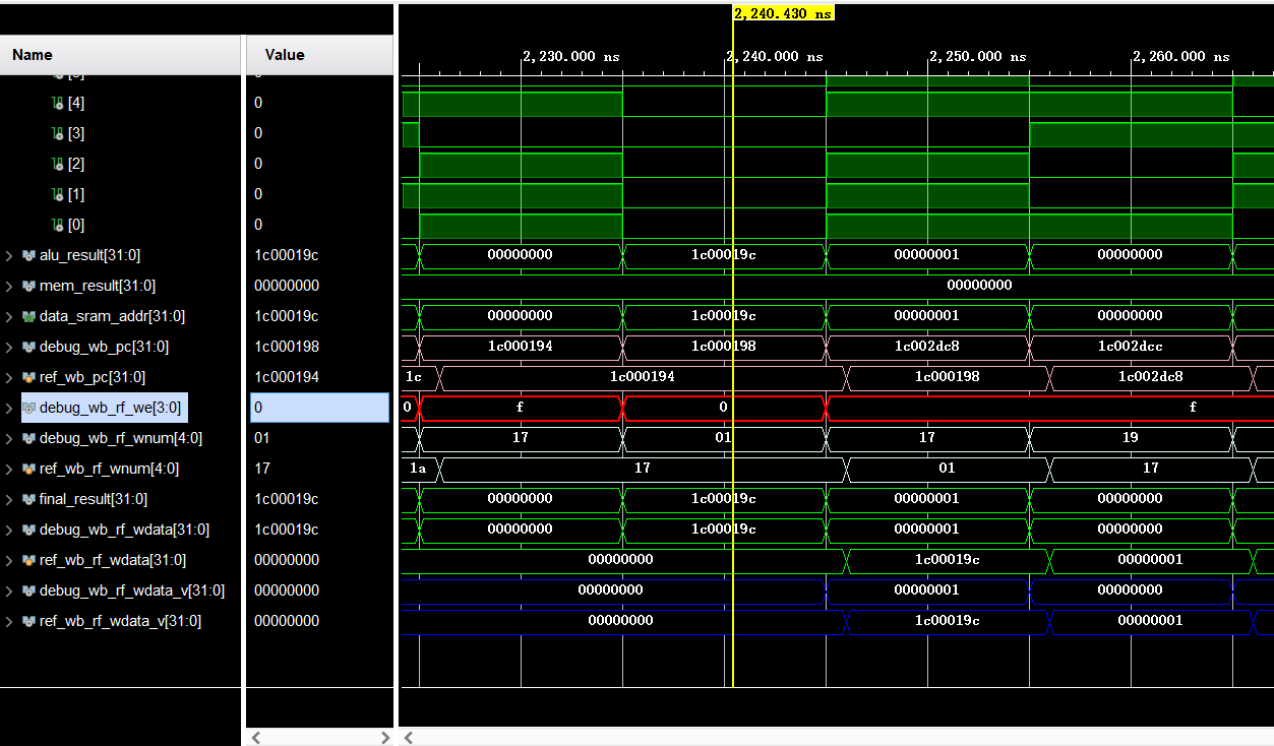 2,240.430 ns
Name Value 2,230.000 ns 2,240.000 ns 2,250.000 ns 2,260.000 ns
[4] 0
[3] 0
[2] 0
[1] 0
[0] 0
alu_result[31:0] 1c00019c 00000000 1c00019c 00000001 00000000
mem_result[31:0] 00000000 00000000
data_sram_addr[31:0] 1c00019c 00000000 1c00019c 00000001 00000000
debug_wb_pc[31:0] 1c000198 1c000194 1c000198 1c002dc8 1c002dcc
ref_wb_pc[31:0] 1c000194 1c 1c000194 1c000198 1c002dc8
debug_wb_rf_we[3:0] 0 0 f 0 f
debug_wb_rf_wnum[4:0] 01 17 01 17 19
ref_wb_rf_wnum[4:0] 17 1a 17 01 17
final_result[31:0] 1c00019c 00000000 1c00019c 00000001 00000000
debug_wb_rf_wdata[31:0] 1c00019c 00000000 1c00019c 00000001 00000000
ref_wb_rf_wdata[31:0] 00000000 00000000 1c00019c 00000001
debug_wb_rf_wdata_v[31:0] 00000000 00000000 00000001 00000000
ref_wb_rf_wdata_v[31:0] 00000000 00000000 1c00019c 00000001